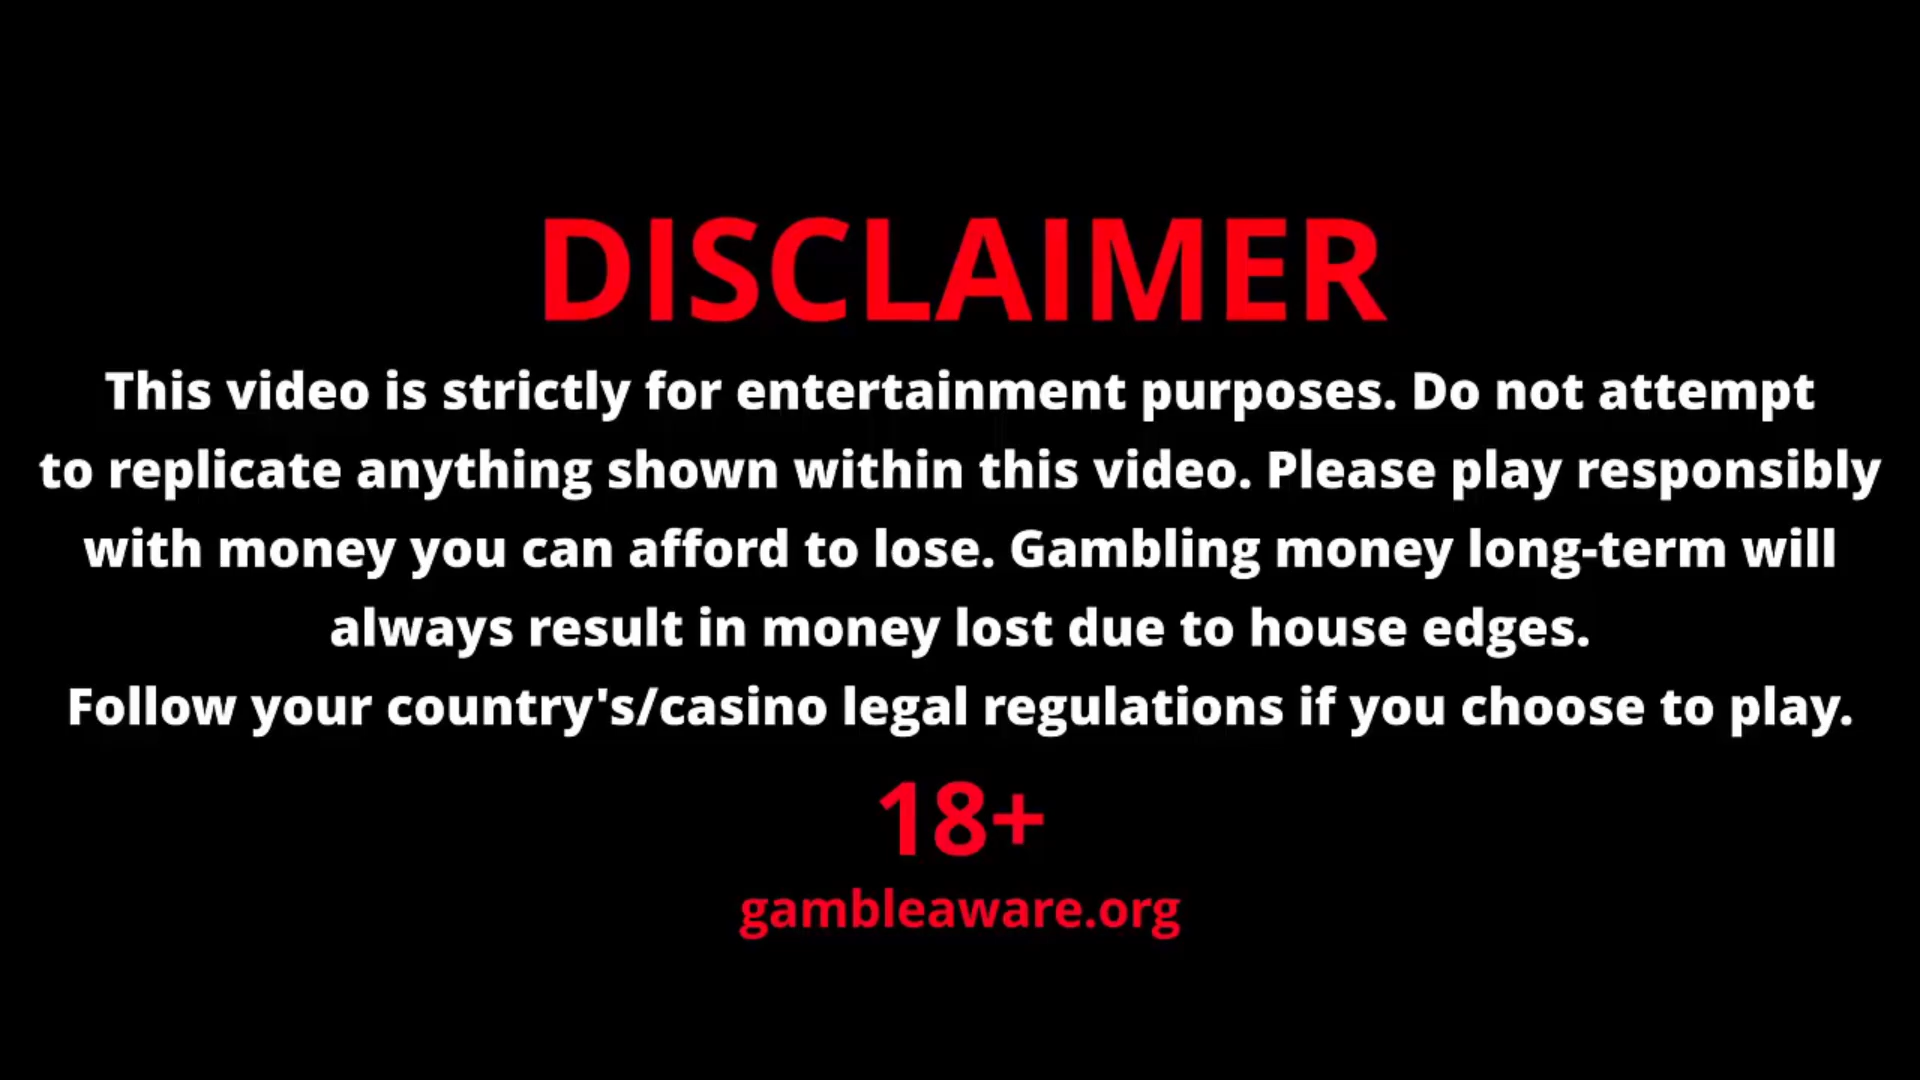 DISCLAIMER
This video is strictly for entertainment purposes. Do not attempt
to replicate anything shown within this video. Please play responsibly
with money you can afford to lose. Gambling money long-term will
always result in money lost due to house edges.
Follow your country's/casino legal regulations if you choose to play.
18+
gambleaware.org